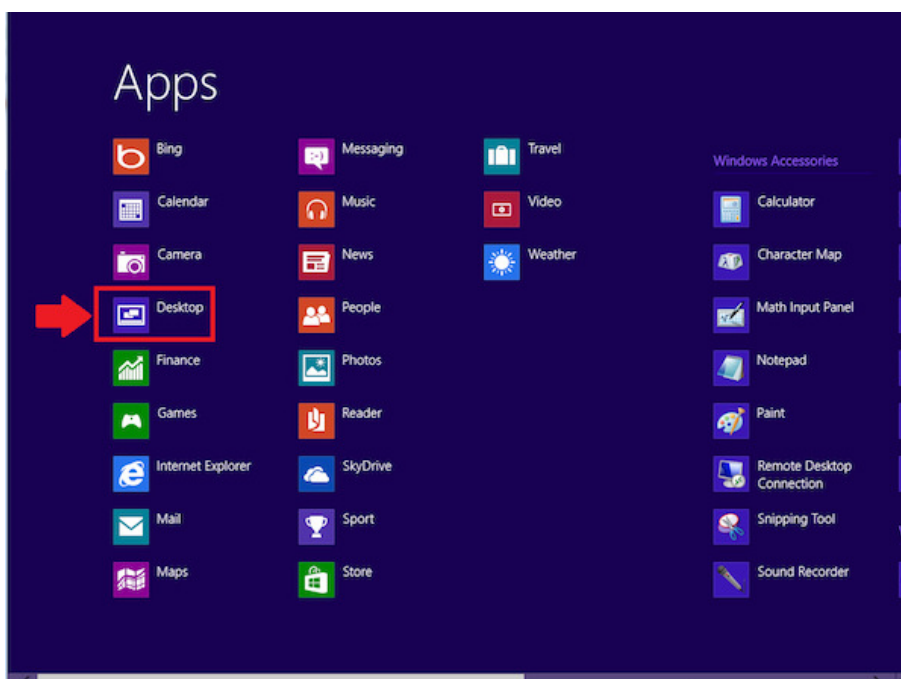 Apps
Bing
Calendar
Camera
Desktop
Finance
Games
Internet Explorer
Mail
Maps
Messaging
Music
News
People
Photos
Reader
SkyDrive
Sport
Store
Travel
Video
Weather
Windows Accessories
Calculator
Character Map
Math Input Panel
Notepad
Paint
Remote Desktop
Connection
Snipping Tool
Sound Recorder